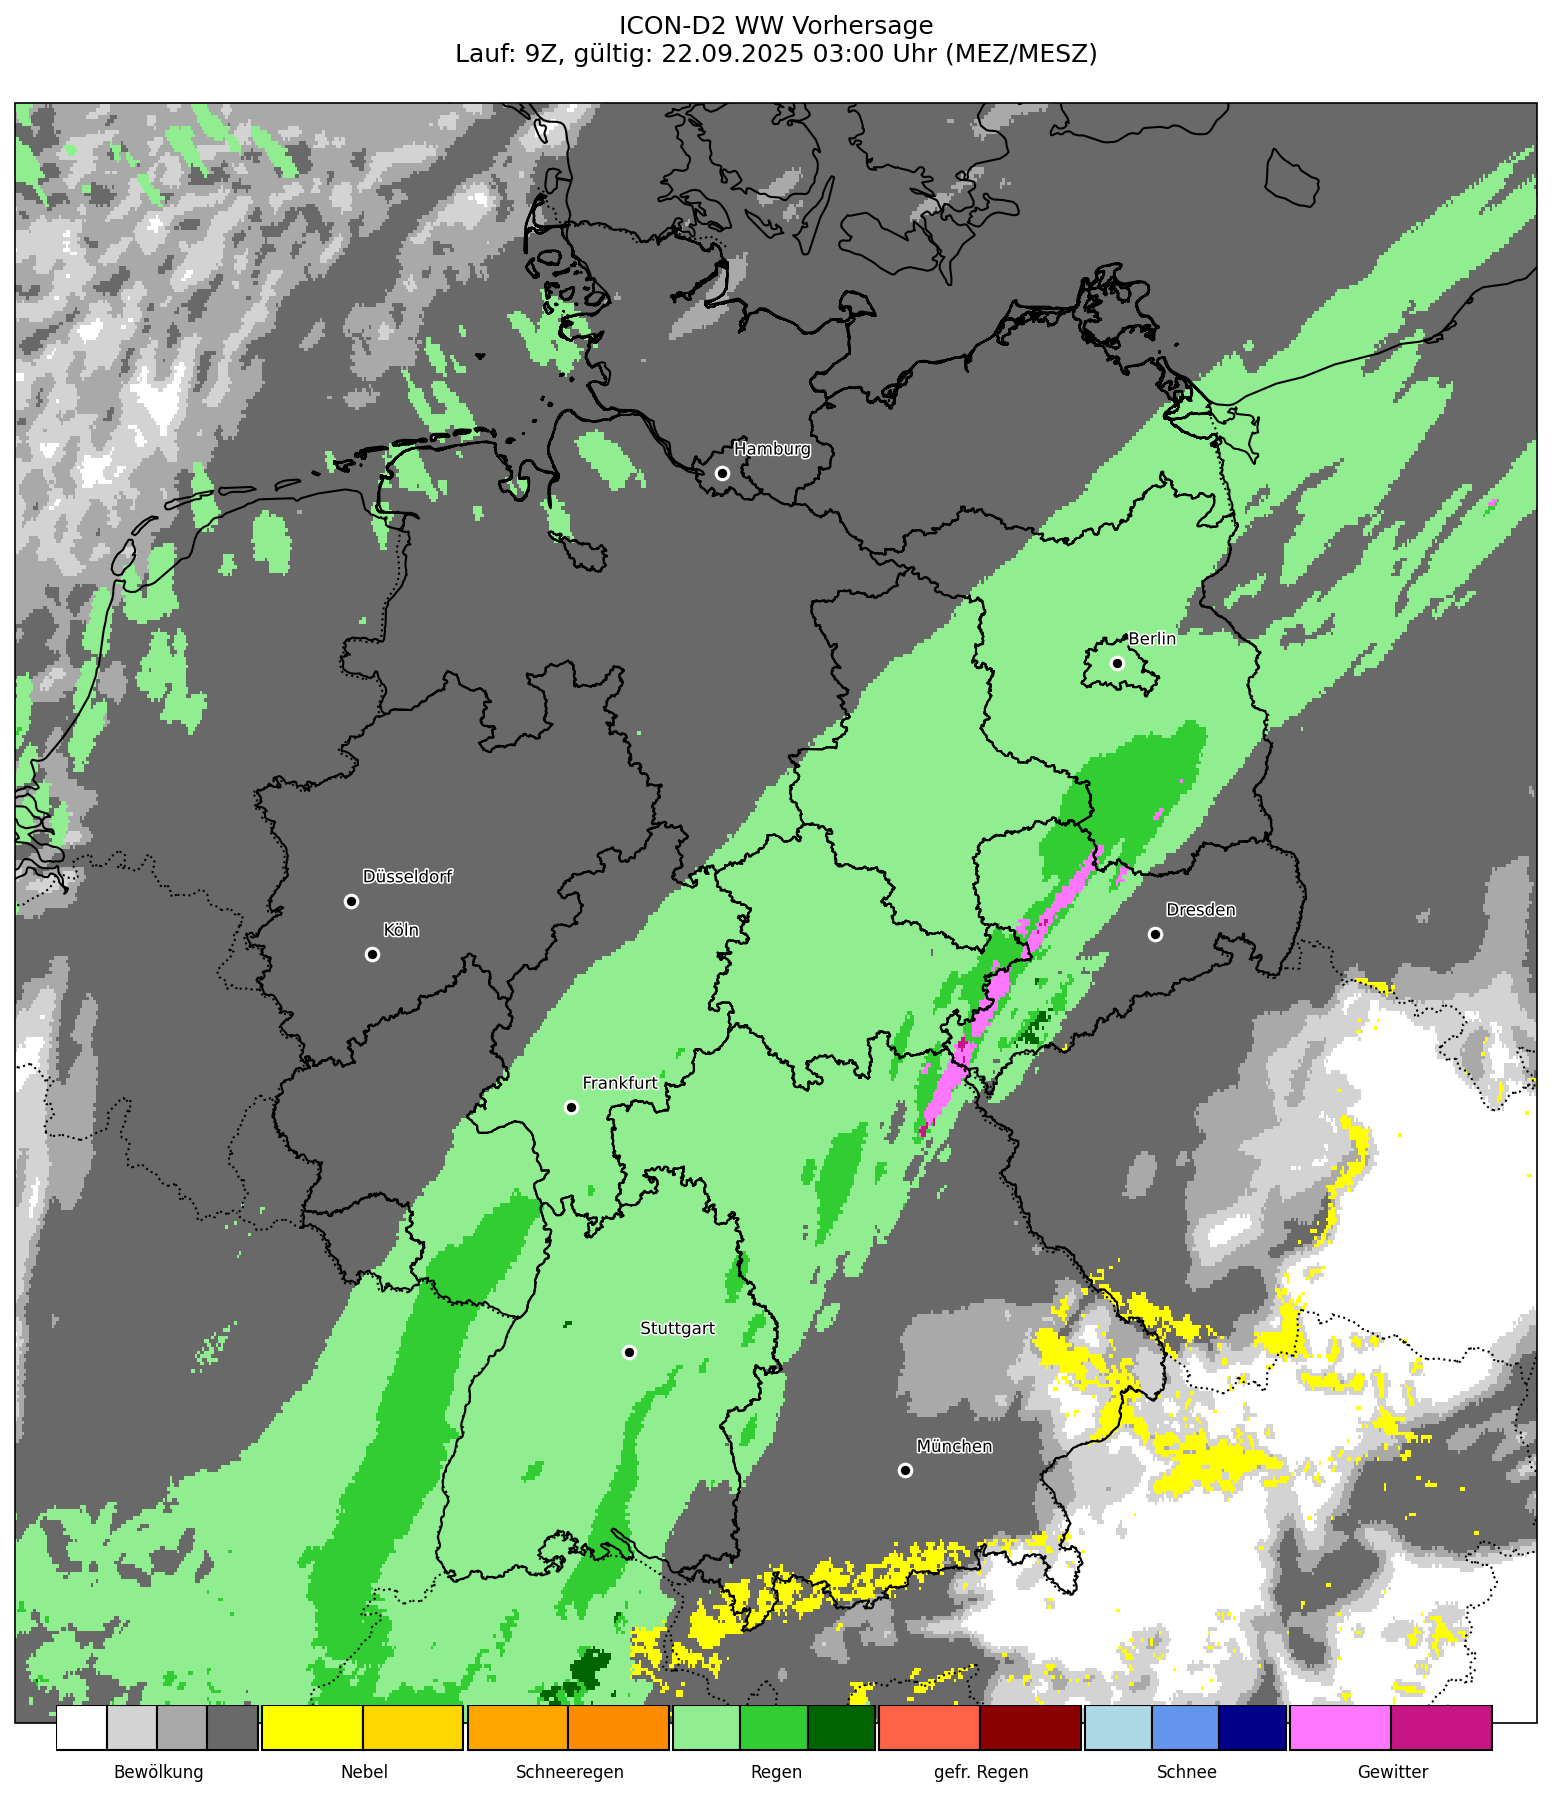 ICON-D2 WW Vorhersage
Lauf: 9Z, gültig: 22.09.2025 03:00 Uhr (MEZ/MESZ)
Hamburg
Berlin
Düsseldorf
Köln
Dresden
Frankfurt
Stuttgart
München
Bewölkung Nebel Schneeregen Regen gefr. Regen Schnee Gewitter